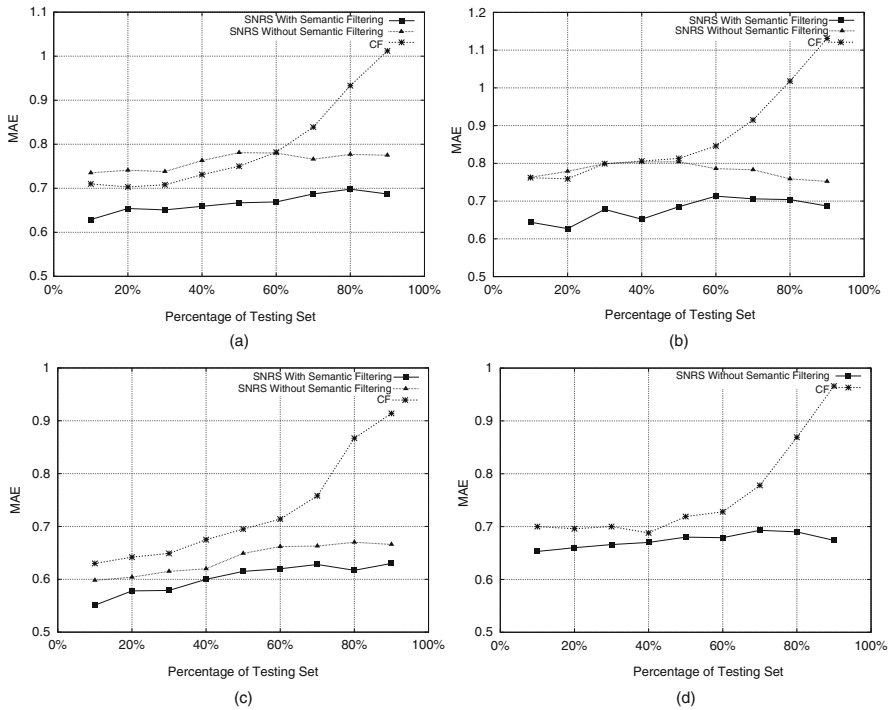 SNRS With Semantic Filtering
SNRS Without Semantic Filtering
CF
1.1
1
0.9
0.8
0.7
0.6
0.5
MAE
0% 20% 40% 60% 80% 100%
Percentage of Testing Set
(a)
SNRS With Semantic Filtering
SNRS Without Semantic Filtering
CF
1.2
1.1
1
0.9
0.8
0.7
0.6
0.5
MAE
0% 20% 40% 60% 80% 100%
Percentage of Testing Set
(b)
SNRS With Semantic Filtering
SNRS Without Semantic Filtering
CF
1
0.9
0.8
0.7
0.6
0.5
MAE
0% 20% 40% 60% 80% 100%
Percentage of Testing Set
(c)
SNRS Without Semantic Filtering
CF
1
0.9
0.8
0.7
0.6
0.5
MAE
0% 20% 40% 60% 80% 100%
Percentage of Testing Set
(d)